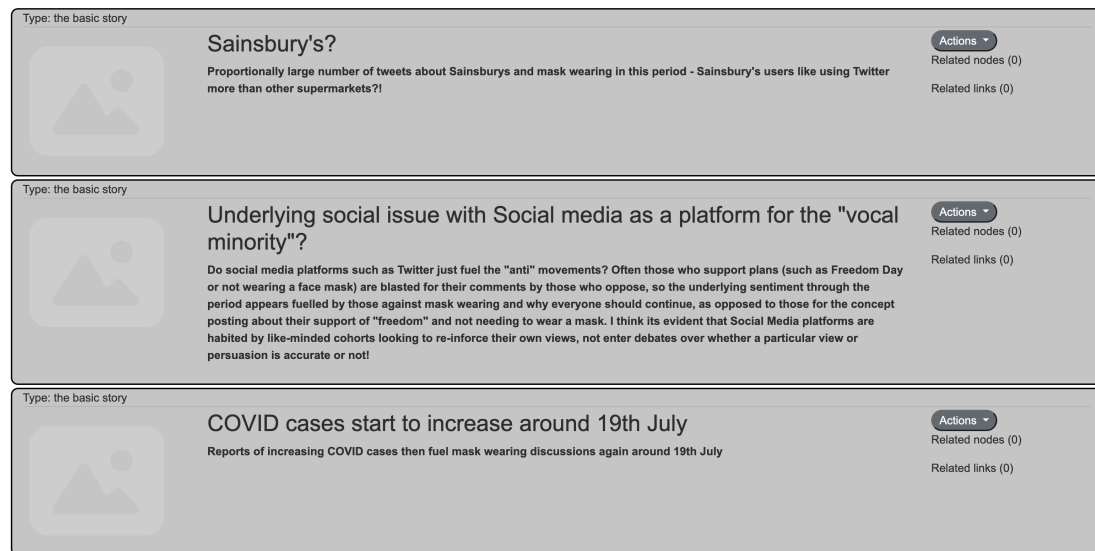 Type: the basic story
Sainsbury's?
Proportionally large number of tweets about Sainsburys and mask wearing in this period - Sainsbury's users like using Twitter
more than other supermarkets?!
Actions
Related nodes (0)
Related links (0)
Type: the basic story
Underlying social issue with Social media as a platform for the "vocal
minority"?
Do social media platforms such as Twitter just fuel the "anti" movements? Often those who support plans (such as Freedom Day
or not wearing a face mask) are blasted for their comments by those who oppose, so the underlying sentiment through the
period appears fuelled by those against mask wearing and why everyone should continue, as opposed to those for the concept
posting about their support of "freedom" and not needing to wear a mask. I think its evident that Social Media platforms are
habited by like-minded cohorts looking to re-inforce their own views, not enter debates over whether a particular view or
persuasion is accurate or not!
Actions
Related nodes (0)
Related links (0)
Type: the basic story
COVID cases start to increase around 19th July
Reports of increasing COVID cases then fuel mask wearing discussions again around 19th July
Actions
Related nodes (0)
Related links (0)